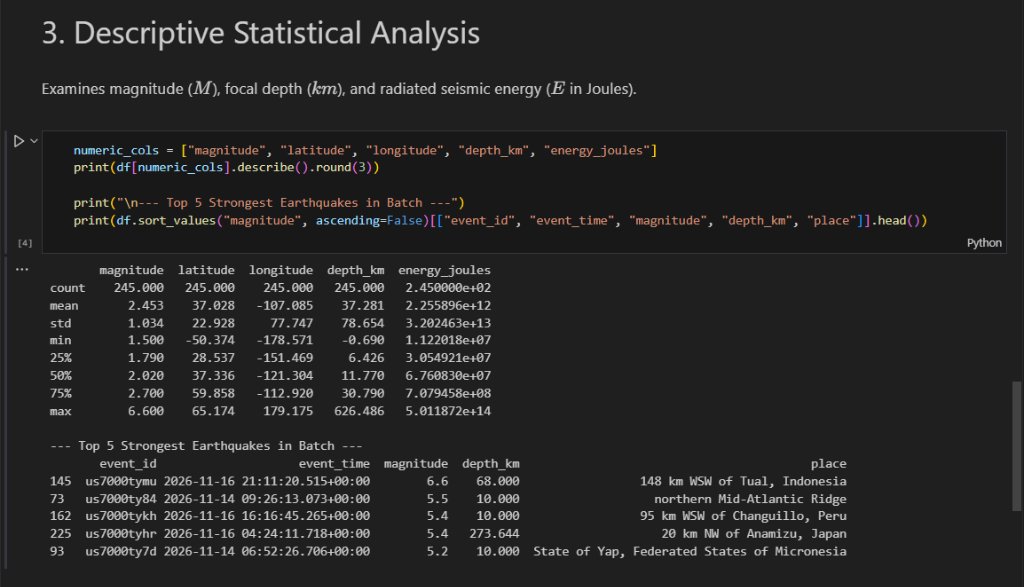 3. Descriptive Statistical Analysis
Examines magnitude (M), focal depth (km), and radiated seismic energy (E in Joules).
numeric_cols = ["magnitude", "latitude", "longitude", "depth_km", "energy_joules"]
print(df[numeric_cols].describe().round(3))
print("\n--- Top 5 Strongest Earthquakes in Batch ---")
print(df.sort_values("magnitude", ascending=False)[["event_id", "event_time", "magnitude", "depth_km", "place"]].head())
[4]
Python
...
magnitude latitude longitude depth_km energy_joules
count 245.000 245.000 245.000 245.000 2.450000e+02
mean 2.453 37.028 -107.085 37.281 2.255896e+12
std 1.034 22.928 77.747 78.654 3.202463e+13
min 1.500 -50.374 -178.571 -0.690 1.122018e+07
25% 1.790 28.537 -151.469 6.426 3.054921e+07
50% 2.020 37.336 -121.304 11.770 6.760830e+07
75% 2.700 59.858 -112.920 30.790 7.079458e+08
max 6.600 65.174 179.175 626.486 5.011872e+14
--- Top 5 Strongest Earthquakes in Batch ---
event_id event_time magnitude depth_km place
145 us7000tymu 2026-11-16 21:11:20.515+00:00 6.6 68.000 148 km WSW of Tual, Indonesia
73 us7000ty84 2026-11-14 09:26:13.073+00:00 5.5 10.000 northern Mid-Atlantic Ridge
162 us7000tykh 2026-11-16 16:16:45.265+00:00 5.4 10.000 95 km WSW of Changuillo, Peru
225 us7000tyhr 2026-11-16 04:24:11.718+00:00 5.4 273.644 20 km NW of Anamizu, Japan
93 us7000ty7d 2026-11-14 06:52:26.706+00:00 5.2 10.000 State of Yap, Federated States of Micronesia